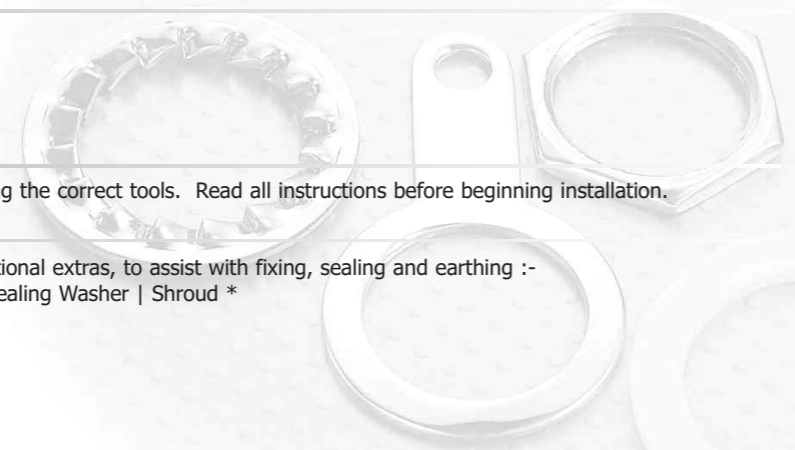 g the correct tools.  Read all instructions before beginning installation.
tional extras, to assist with fixing, sealing and earthing :-
ealing Washer | Shroud *